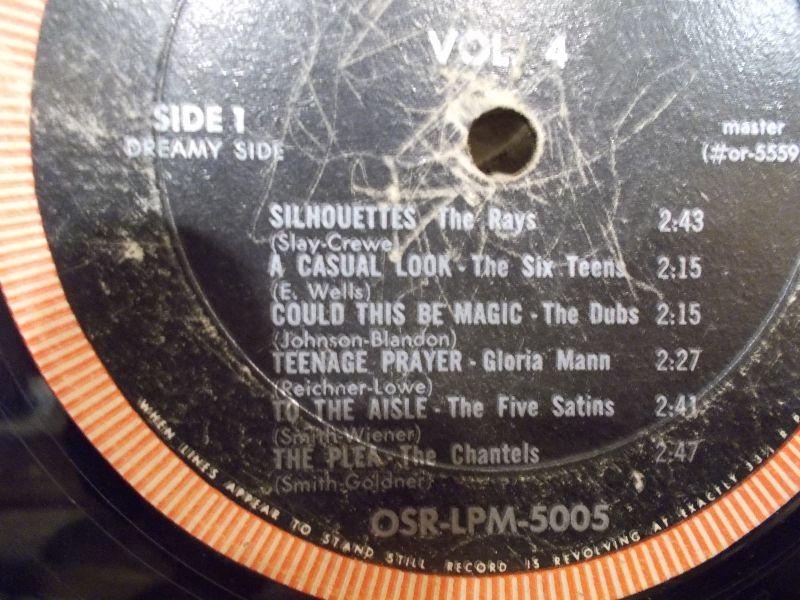 VOL. 4
SIDE 1
DREAMY SIDE
master
(#or-5559
SILHOUETTES - The Rays 2:43
(Slay-Crewe)
A CASUAL LOOK - The Six Teens 2:15
(E. Wells)
COULD THIS BE MAGIC - The Dubs 2:15
(Johnson-Blandon)
TEENAGE PRAYER - Gloria Mann 2:27
(Reichner-Lowe)
TO THE AISLE - The Five Satins 2:41
(Smith-Wiener)
THE PLEA - The Chantels 2:47
(Smith-Goldner)
OSR-LPM-5005
WHEN LINES APPEAR TO STAND STILL RECORD IS REVOLVING AT EXACTLY 33⅓ R P